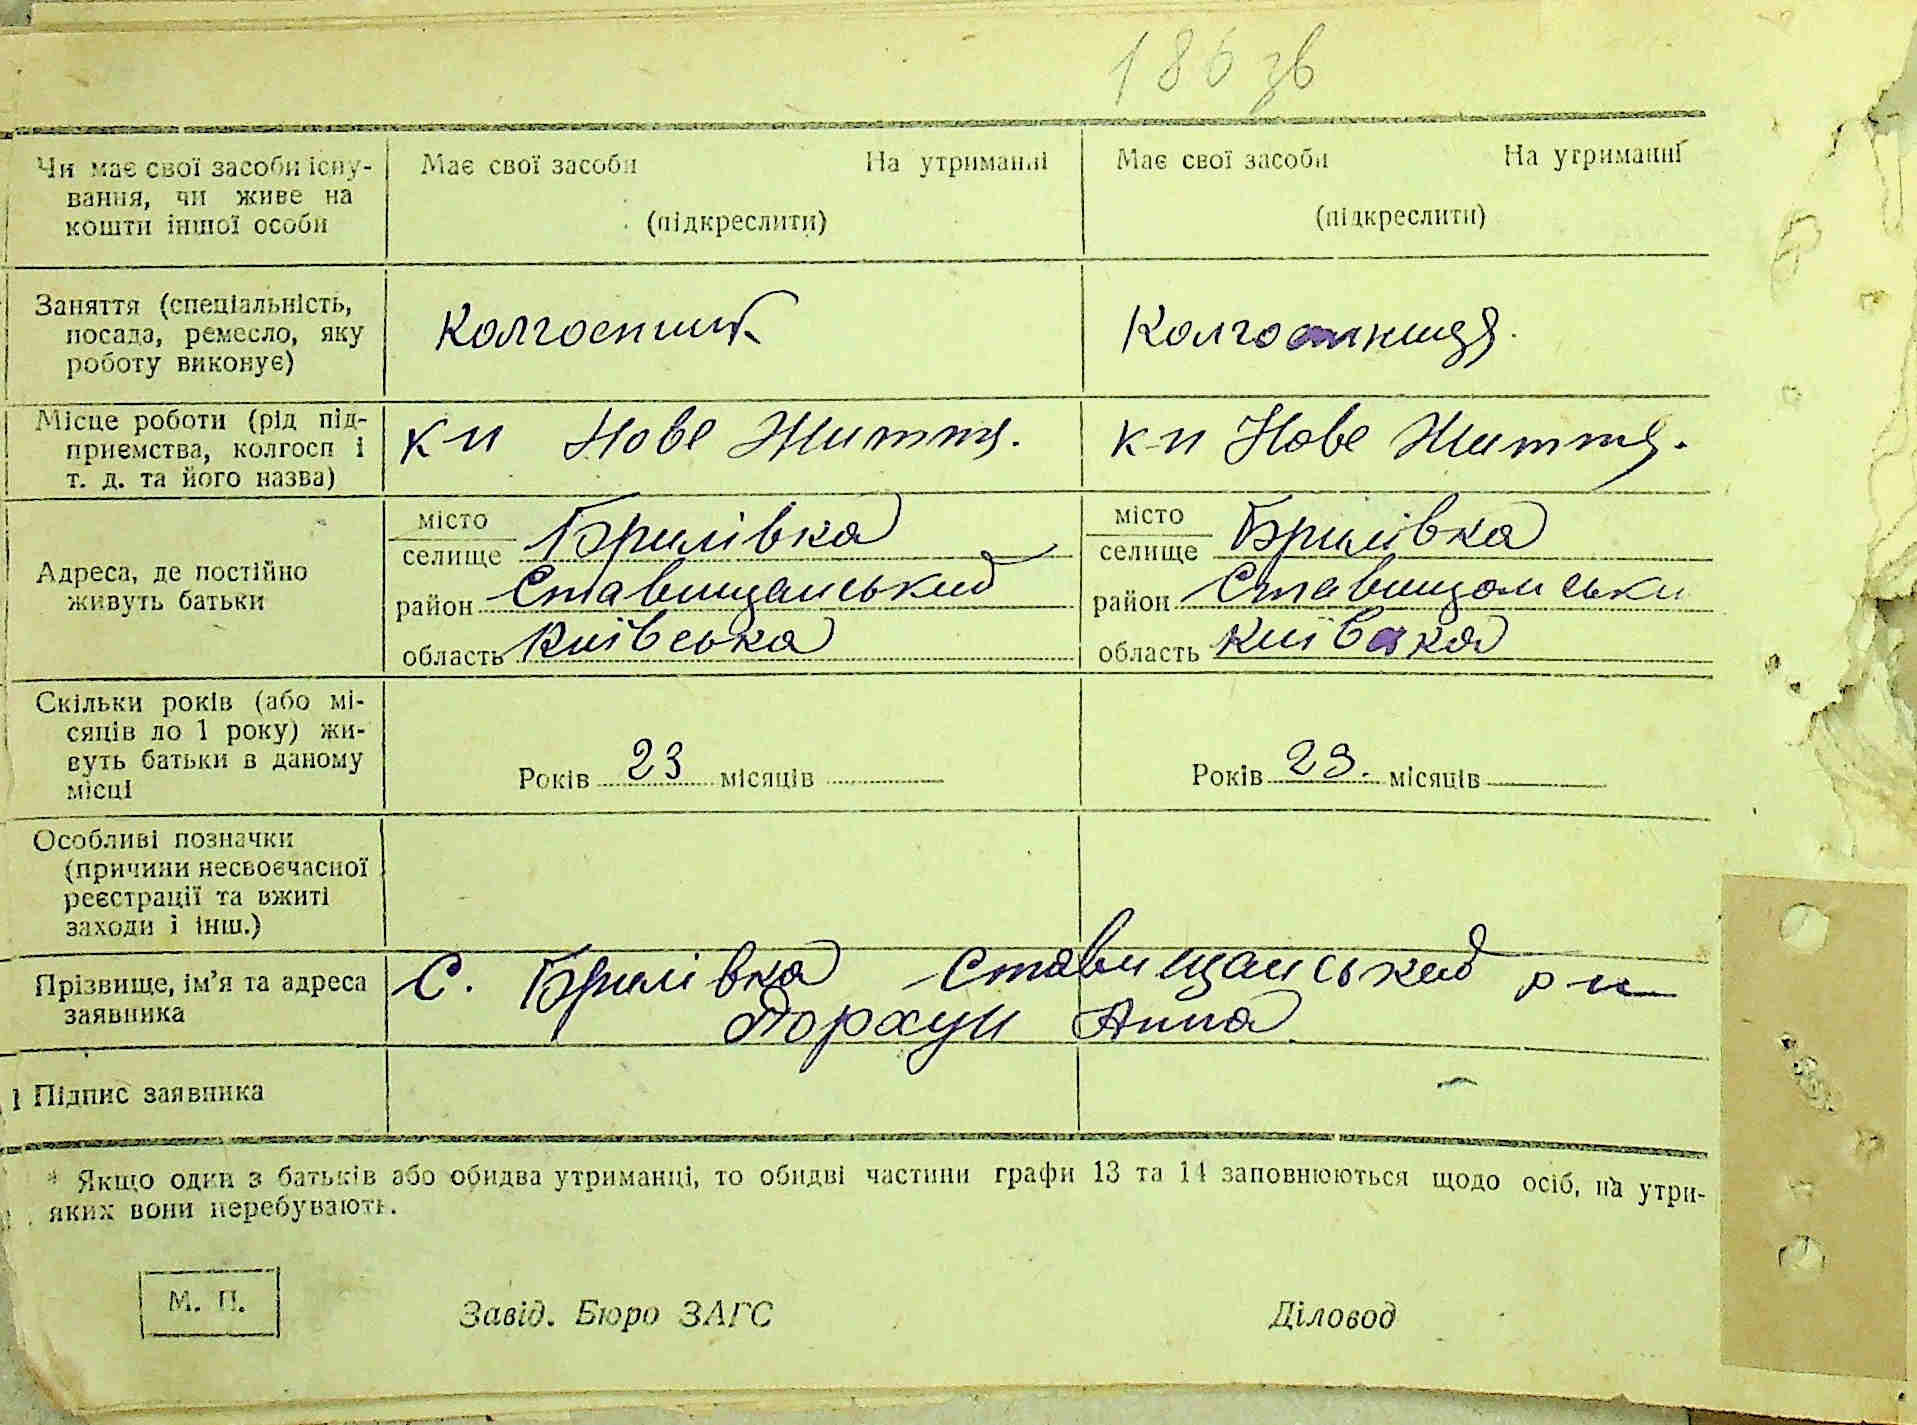 186 зв
Чи має свої засоби існу-
вання, чи живе на
кошти іншої особи
Має свої засоби На утриманні
(підкреслити)
Має свої засоби На утриманні
(підкреслити)
Заняття (спеціальність,
посада, ремесло, яку
роботу виконує)
Колгоспник
Колгоспниця.
Місце роботи (рід під-
приємства, колгосп і
т. д. та його назва)
к-п Нове Життя.
к-п Нове Життя.
Адреса, де постійно
живуть батьки
місто
селище Брилівка
район Ставищанський
область Київська
місто
селище Брилівка
район Ставищанськи
область Київска
Скільки років (або мі-
сяців до 1 року) жи-
вуть батьки в даному
місці
Років 23 місяців
Років 23. місяців
Особливі позначки
(причини несвоєчасної
реєстрації та вжиті
заходи і інш.)
Прізвище, ім'я та адреса
заявника
С. Брилівка Ставищанський р-н
Торхун Анна
Підпис заявника
* Якщо один з батьків або обидва утриманці, то обидві частини графи 13 та 14 заповнюються щодо осіб, на утри-
яких вони перебувають.
М. П.
Завід. Бюро ЗАГС
Діловод